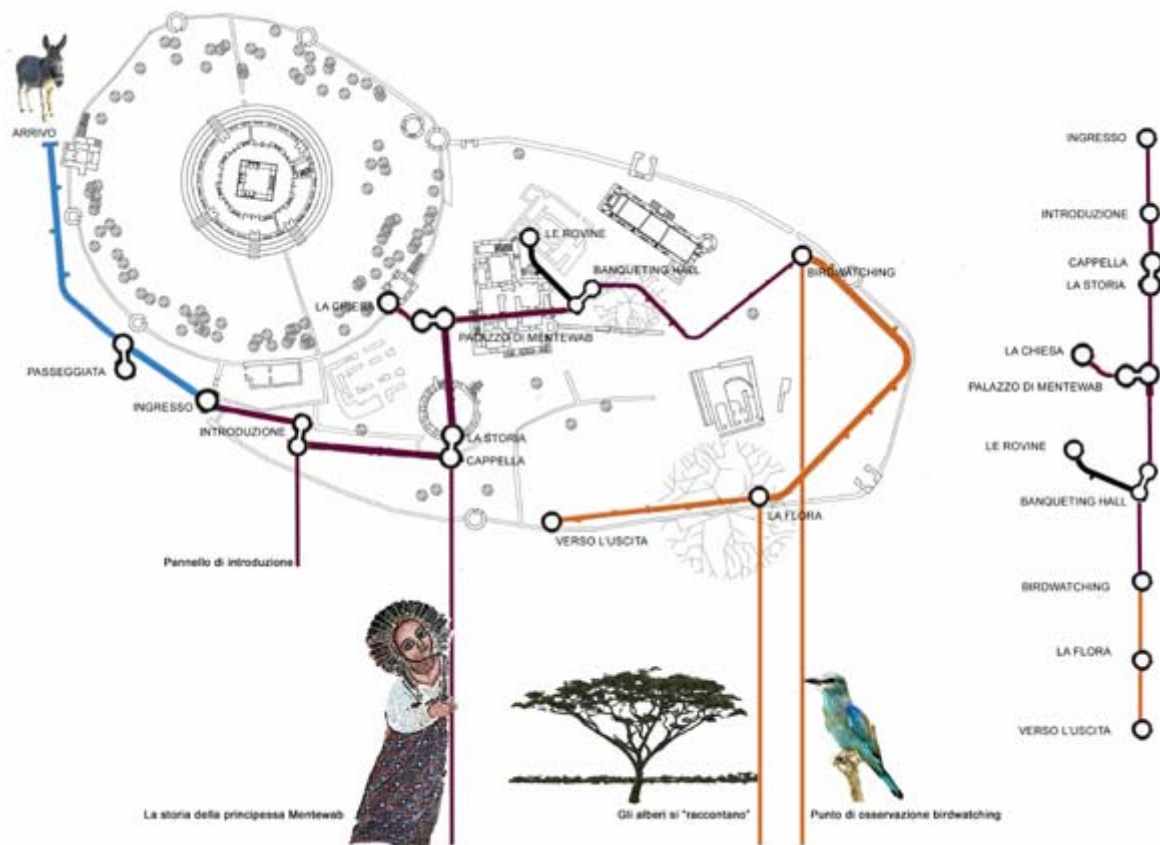 ARRIVO
PASSEGGIATA
INGRESSO
INTRODUZIONE
LA STORIA
CAPPELLA
LA CHIESA
PALAZZO DI MENTEWAB
LE ROVINE
BANQUETING HALL
BIRDWATCHING
LA FLORA
VERSO L'USCITA
Pannello di introduzione
La storia della principessa Mentewab
Gli alberi si "raccontano"
Punto di osservazione birdwatching
INGRESSO
INTRODUZIONE
CAPPELLA
LA STORIA
LA CHIESA
PALAZZO DI MENTEWAB
LE ROVINE
BANQUETING HALL
BIRDWATCHING
LA FLORA
VERSO L'USCITA